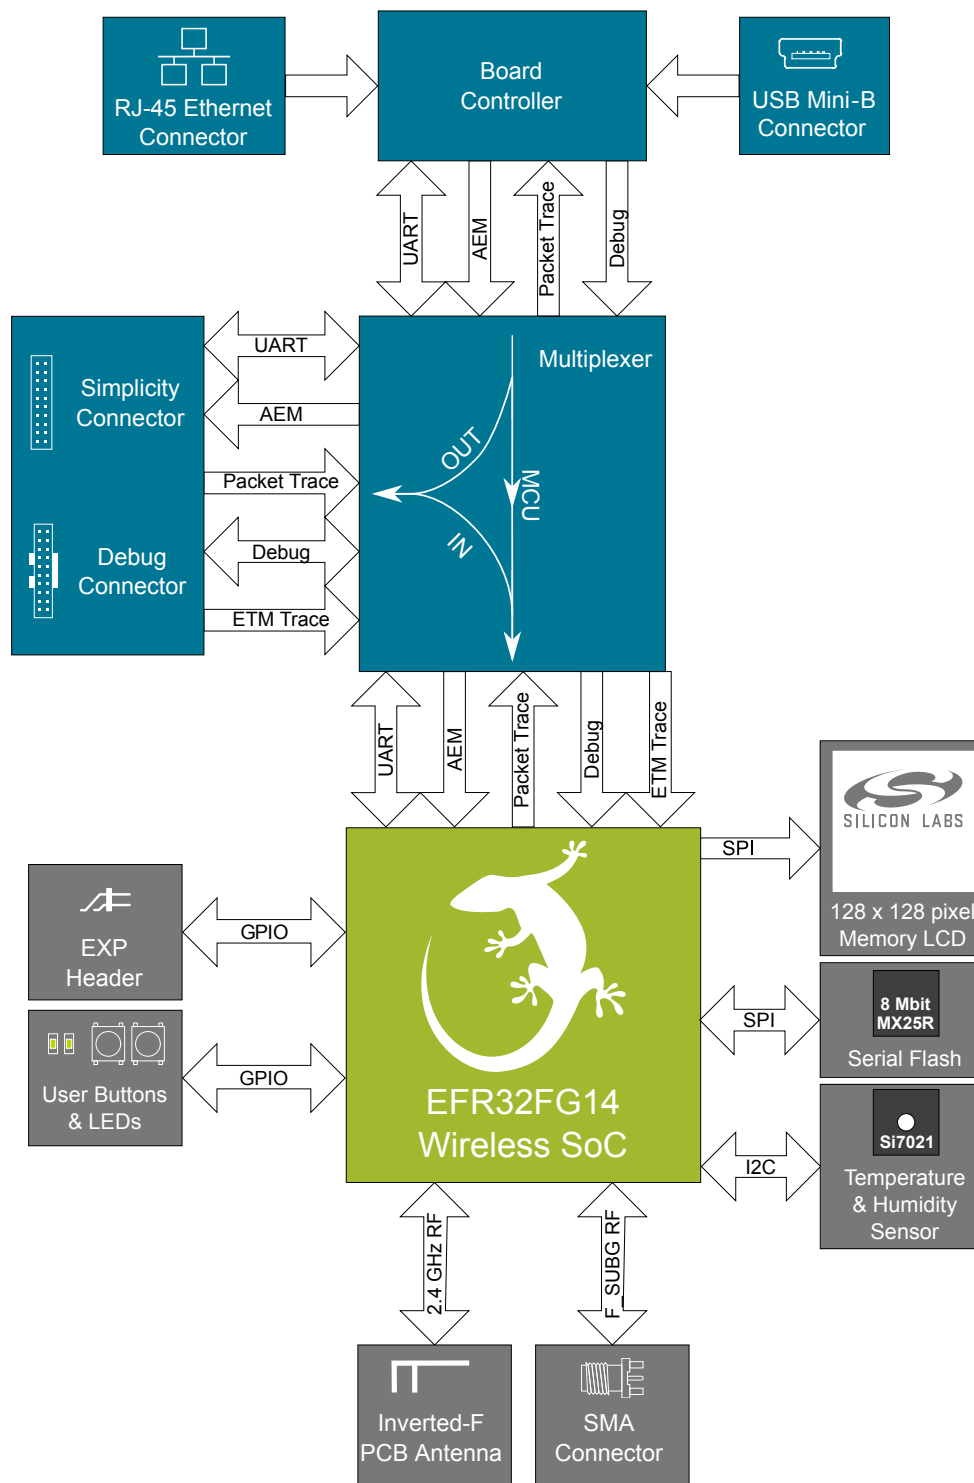 RJ-45 Ethernet
Connector
Board
Controller
USB Mini-B
Connector
UART
AEM
Packet Trace
Debug
Simplicity
Connector
Debug
Connector
UART
AEM
Packet Trace
Debug
ETM Trace
Multiplexer
OUT
MCU
IN
UART
AEM
Packet Trace
Debug
ETM Trace
EXP
Header
GPIO
User Buttons
& LEDs
GPIO
EFR32FG14
Wireless SoC
SPI
SILICON LABS
128 x 128 pixel
Memory LCD
SPI
8 Mbit
MX25R
Serial Flash
I2C
Si7021
Temperature
& Humidity
Sensor
2.4 GHz RF
F_SUBG RF
Inverted-F
PCB Antenna
SMA
Connector